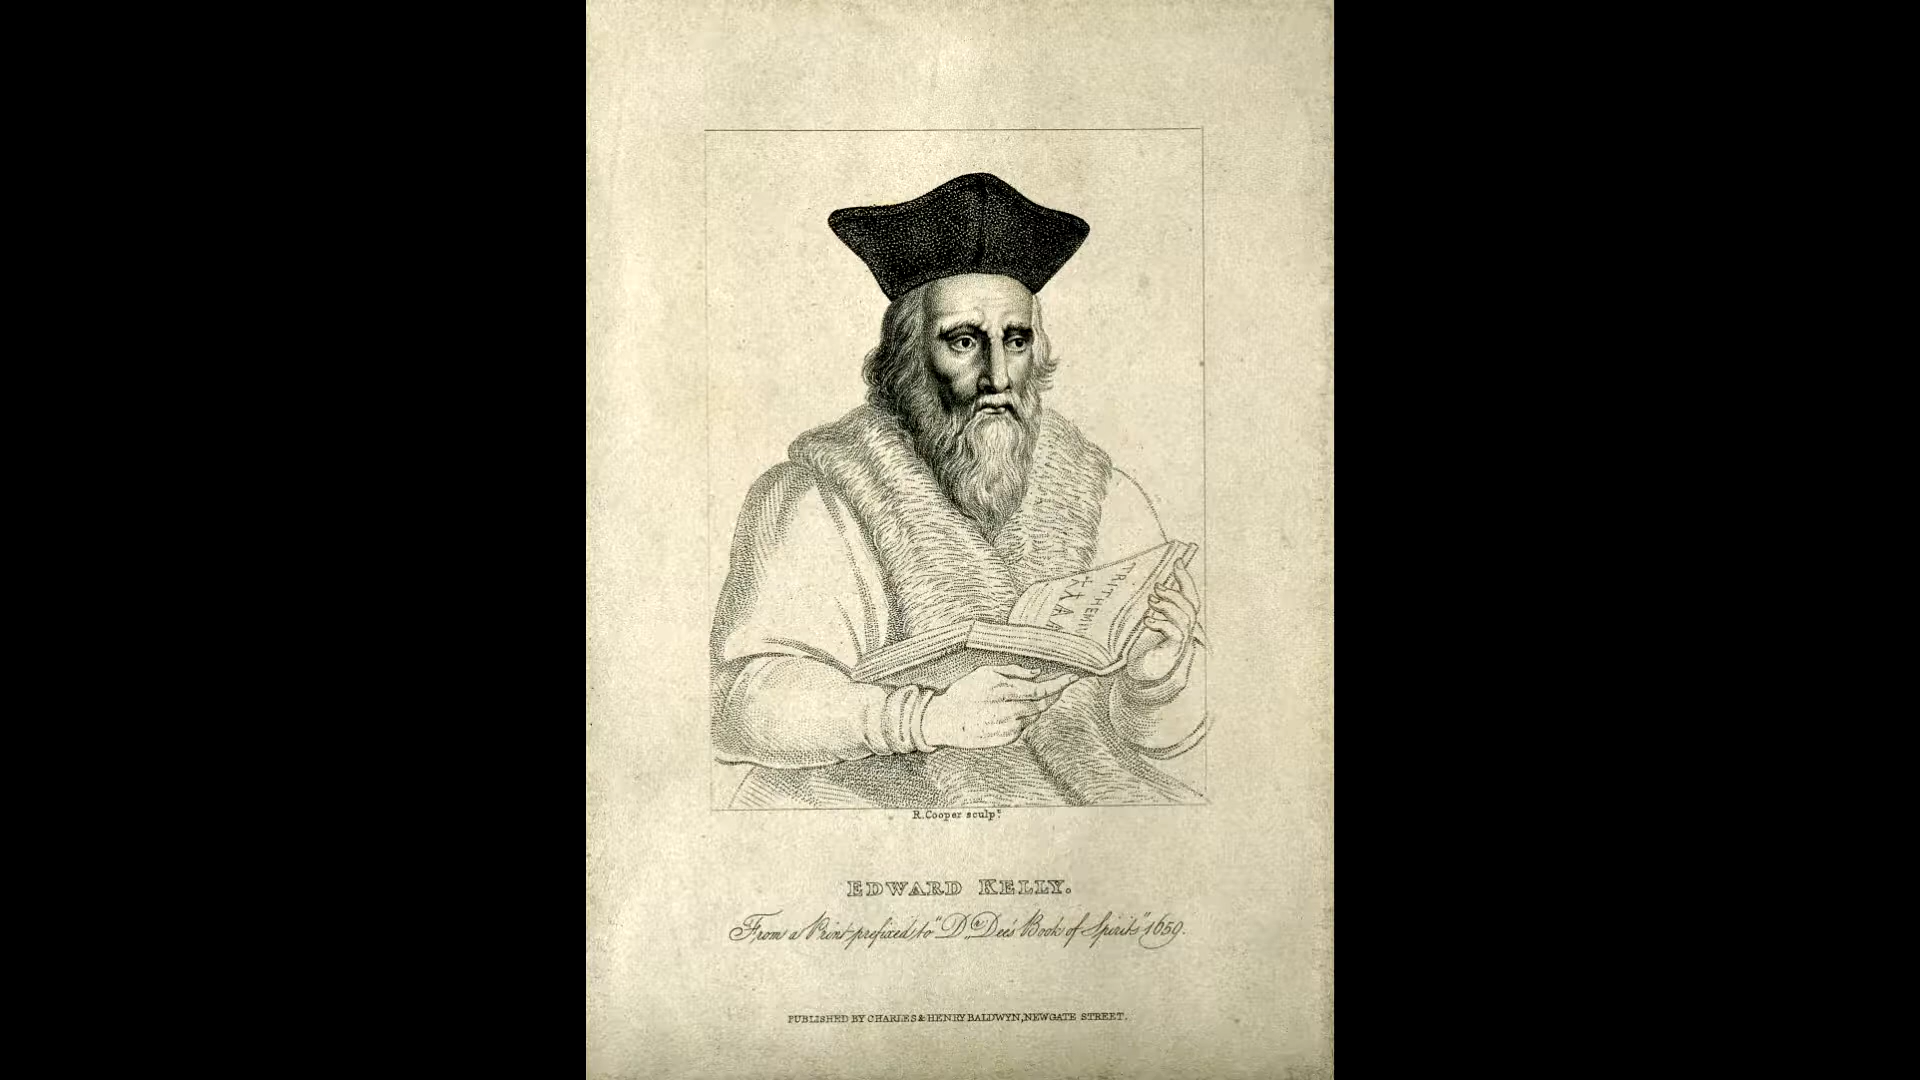 TRITHEMIV
R. Cooper sculpt.
EDWARD KELLY.
From a Print prefixed to "Dr. Dee's Book of Spirits" 1659.
PUBLISHED BY CHARLES & HENRY BALDWYN, NEWGATE STREET.